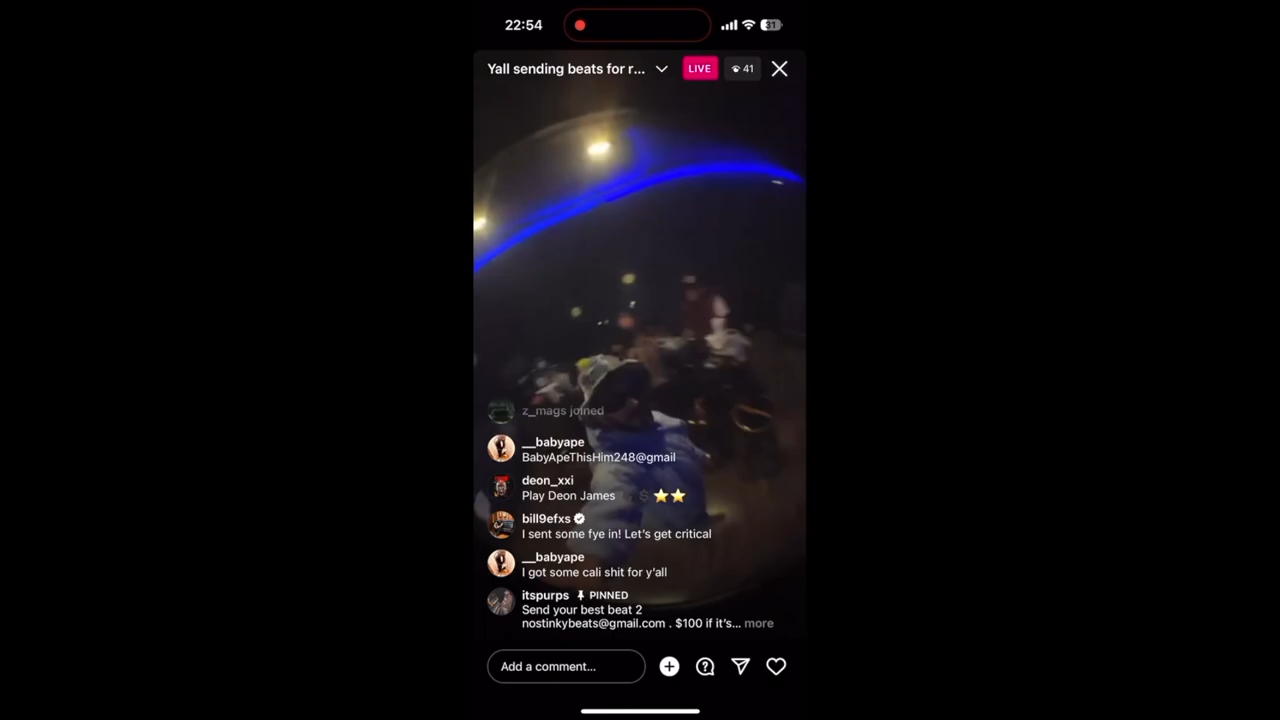 22:54
31
Yall sending beats for r...
LIVE
41
z_mags joined
__babyape
BabyApeThisHim248@gmail
deon_xxi
Play Deon James
bill9efxs
I sent some fye in! Let's get critical
__babyape
I got some cali shit for y'all
itspurps PINNED
Send your best beat 2
nostinkybeats@gmail.com . $100 if it's... more
Add a comment...